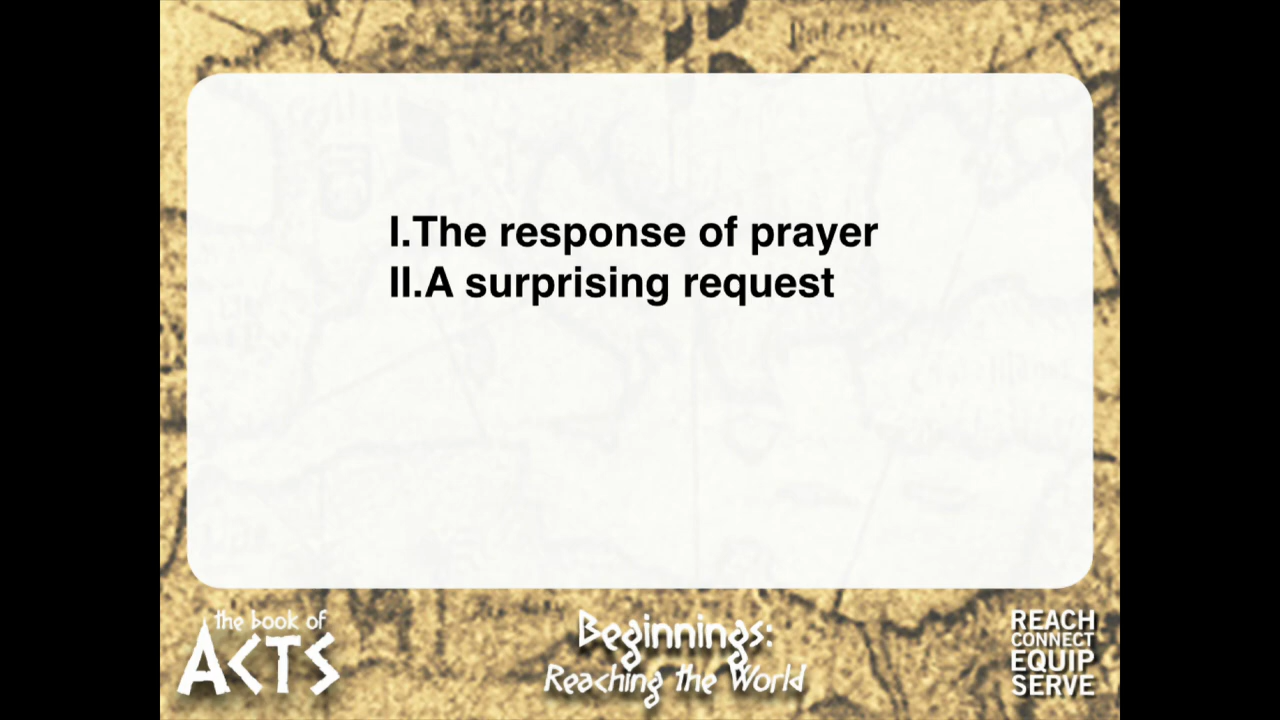 I.The response of prayer
II.A surprising request
the book of
ACTS
Beginnings:
Reaching the World
REACH
CONNECT
EQUIP
SERVE